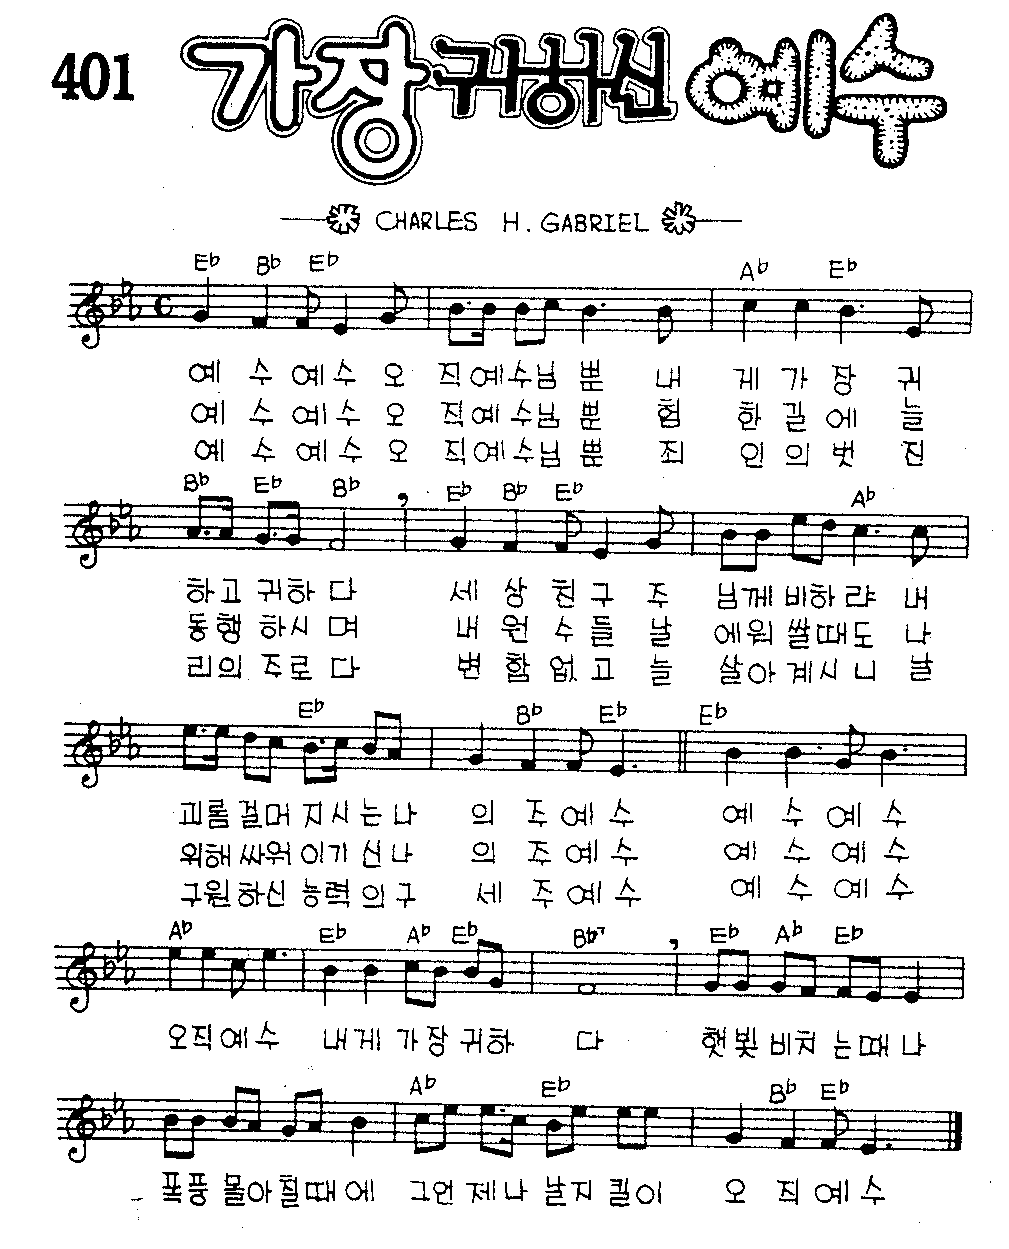 401 가장 귀하신 예수
CHARLES H. GABRIEL
E♭ B♭ E♭ A♭ E♭
예 수 예 수 오 직 예 수 님 뿐 내 게 가 장 귀
예 수 예 수 오 직 예 수 님 뿐 험 한 길 에 늘
예 수 예 수 오 직 예 수 님 뿐 죄 인 의 벗 진
B♭ E♭ B♭ E♭ B♭ E♭ A♭
하고 귀하 다 세 상 친 구 주 님께 비하 랴 내
동행 하시 며 내 원 수 들 날 에워 쌀때 도 나
리의 주로 다 변 함 없 고 늘 살아 계시 니 날
E♭ B♭ E♭ E♭
괴롬 걸머 지시 는나 의 주 예 수 예 수 예 수
위해 싸워 이기 신나 의 주 예 수 예 수 예 수
구원 하신 능력 의구 세 주 예 수 예 수 예 수
A♭ E♭ A♭ E♭ B♭7 E♭ A♭ E♭
오직 예수 내게 가장 귀하 다 햇빛 비치 는때 나
A♭ E♭ B♭ E♭
폭풍 몰아 칠때 에 그언 제나 날지 킬이 오 직 예 수